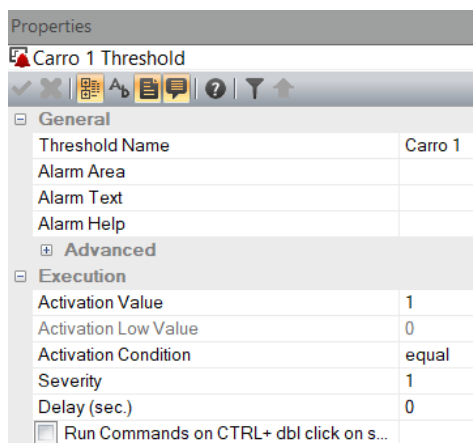 Properties
Carro 1 Threshold
Ab
General
Threshold Name Carro 1
Alarm Area
Alarm Text
Alarm Help
Advanced
Execution
Activation Value 1
Activation Low Value 0
Activation Condition equal
Severity 1
Delay (sec.) 0
Run Commands on CTRL+ dbl click on s...